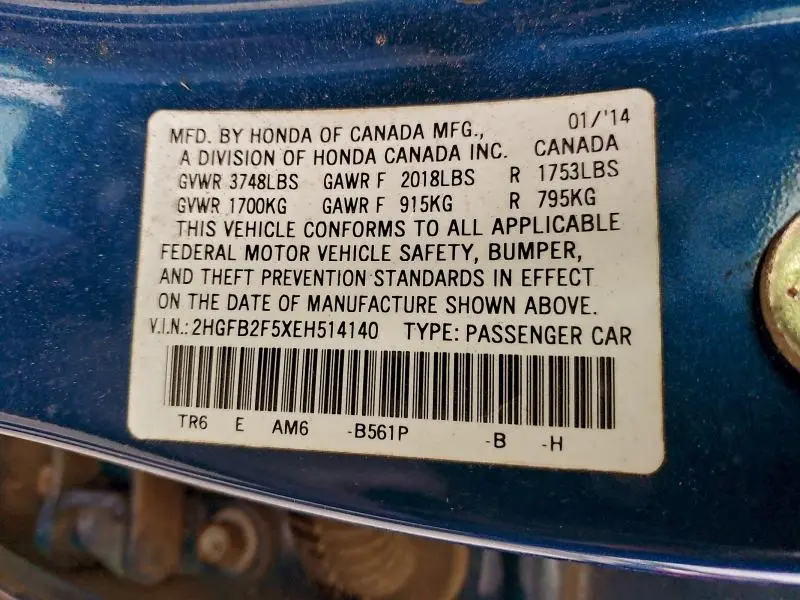 MFD. BY HONDA OF CANADA MFG., 01/'14
A DIVISION OF HONDA CANADA INC. CANADA
GVWR 3748LBS GAWR F 2018LBS R 1753LBS
GVWR 1700KG GAWR F 915KG R 795KG
THIS VEHICLE CONFORMS TO ALL APPLICABLE
FEDERAL MOTOR VEHICLE SAFETY, BUMPER,
AND THEFT PREVENTION STANDARDS IN EFFECT
ON THE DATE OF MANUFACTURE SHOWN ABOVE.
V.I.N.: 2HGFB2F5XEH514140 TYPE: PASSENGER CAR
TR6 E AM6 -B561P -B -H